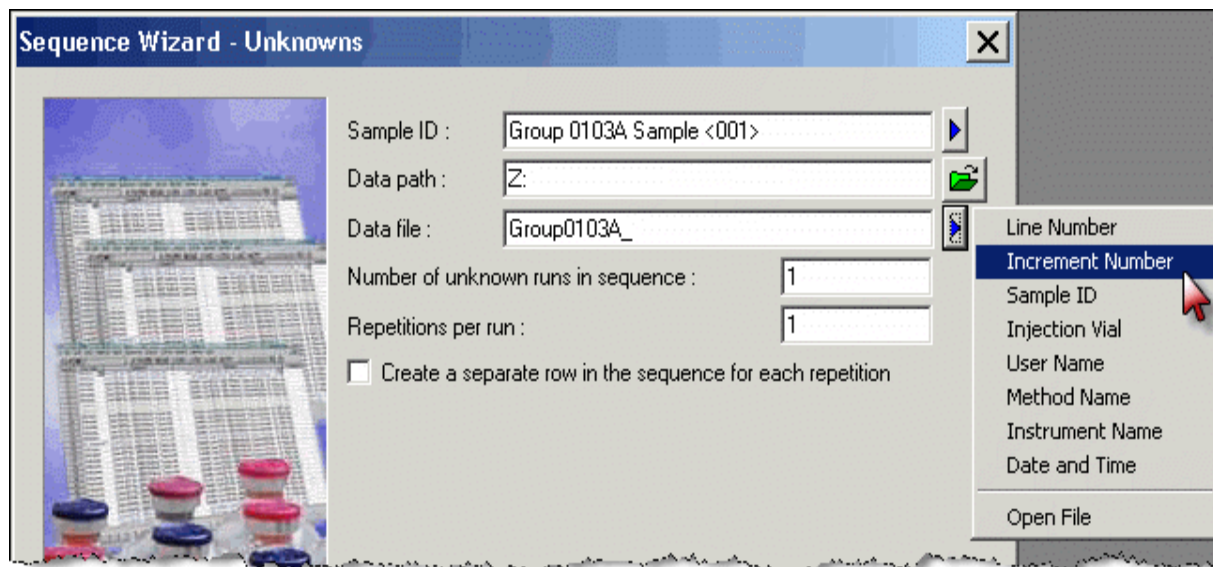 Sequence Wizard - Unknowns
Sample ID : Group 0103A Sample <001>
Data path : Z:
Data file : Group0103A_
Number of unknown runs in sequence : 1
Repetitions per run : 1
Create a separate row in the sequence for each repetition
Line Number
Increment Number
Sample ID
Injection Vial
User Name
Method Name
Instrument Name
Date and Time
Open File